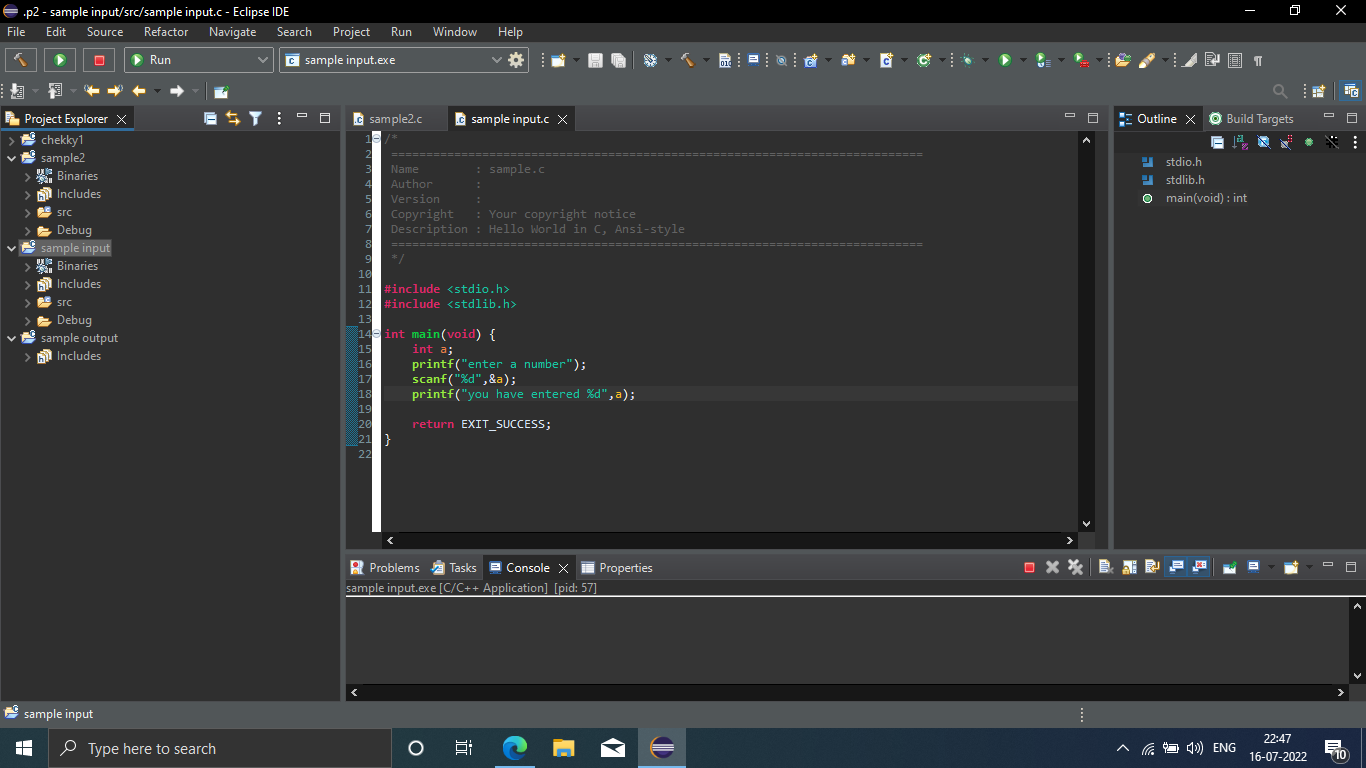 .p2 - sample input/src/sample input.c - Eclipse IDE
File Edit Source Refactor Navigate Search Project Run Window Help
Run sample input.exe
Project Explorer
chekky1
sample2
Binaries
Includes
src
Debug
sample input
Binaries
Includes
src
Debug
sample output
Includes
sample2.c sample input.c
1 /*
2 ============================================================================
3 Name : sample.c
4 Author :
5 Version :
6 Copyright : Your copyright notice
7 Description : Hello World in C, Ansi-style
8 ============================================================================
9 */
10
11 #include <stdio.h>
12 #include <stdlib.h>
13
14 int main(void) {
15 int a;
16 printf("enter a number");
17 scanf("%d",&a);
18 printf("you have entered %d",a);
19
20 return EXIT_SUCCESS;
21 }
22
Outline Build Targets
stdio.h
stdlib.h
main(void) : int
Problems Tasks Console Properties
sample input.exe [C/C++ Application] [pid: 57]
sample input
Type here to search
ENG
22:47
16-07-2022
10